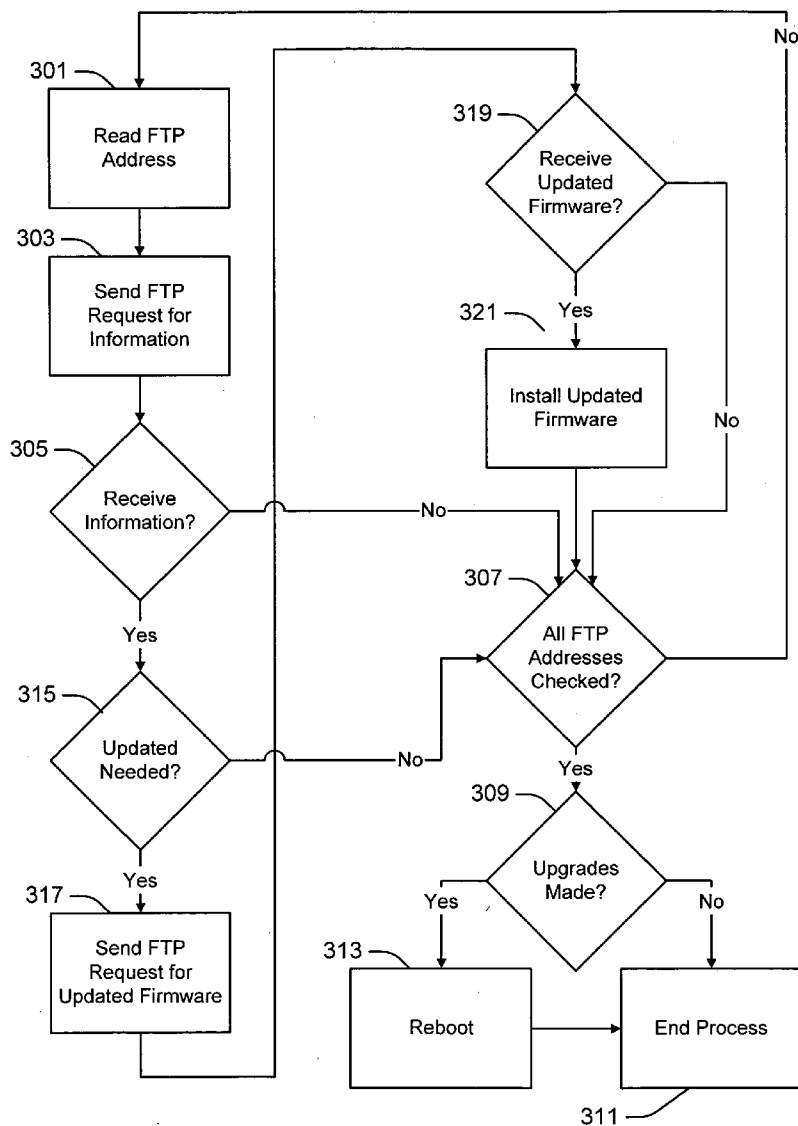 No
301
Read FTP
Address
303
Send FTP
Request for
Information
305
Receive
Information?
No
Yes
315
Updated
Needed?
No
Yes
317
Send FTP
Request for
Updated Firmware
319
Receive
Updated
Firmware?
No
Yes
321
Install Updated
Firmware
307
All FTP
Addresses
Checked?
Yes
309
Upgrades
Made?
Yes
No
313
Reboot
End Process
311